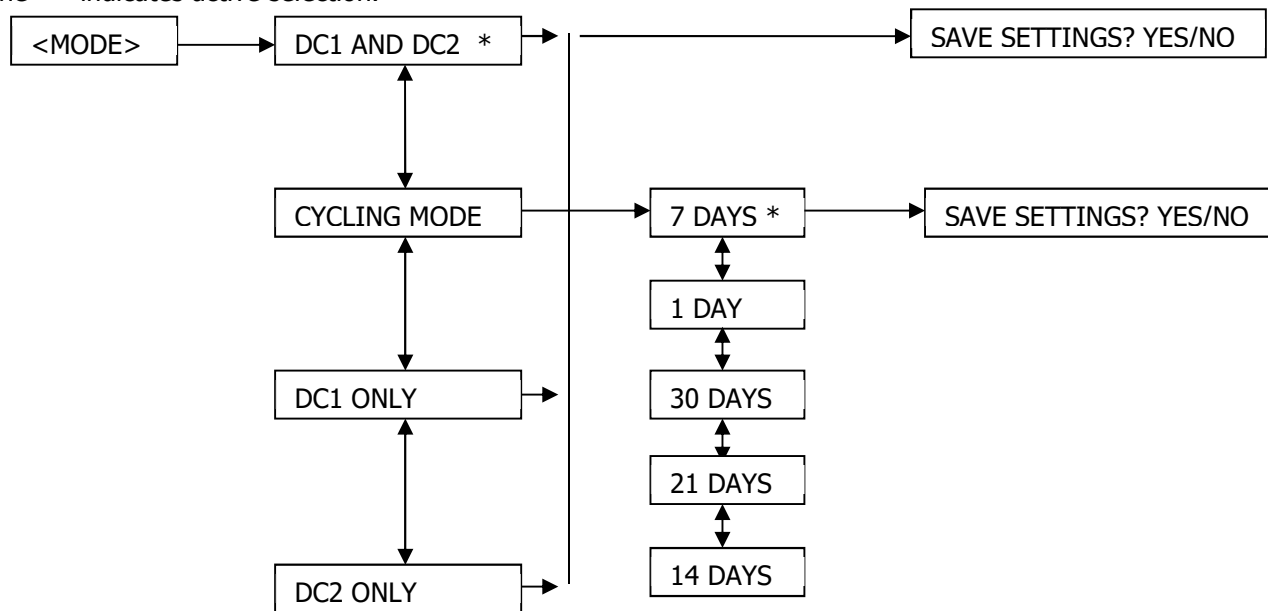 indicates active selection.
<MODE>
DC1 AND DC2 *
SAVE SETTINGS? YES/NO
CYCLING MODE
7 DAYS *
SAVE SETTINGS? YES/NO
1 DAY
DC1 ONLY
30 DAYS
21 DAYS
DC2 ONLY
14 DAYS